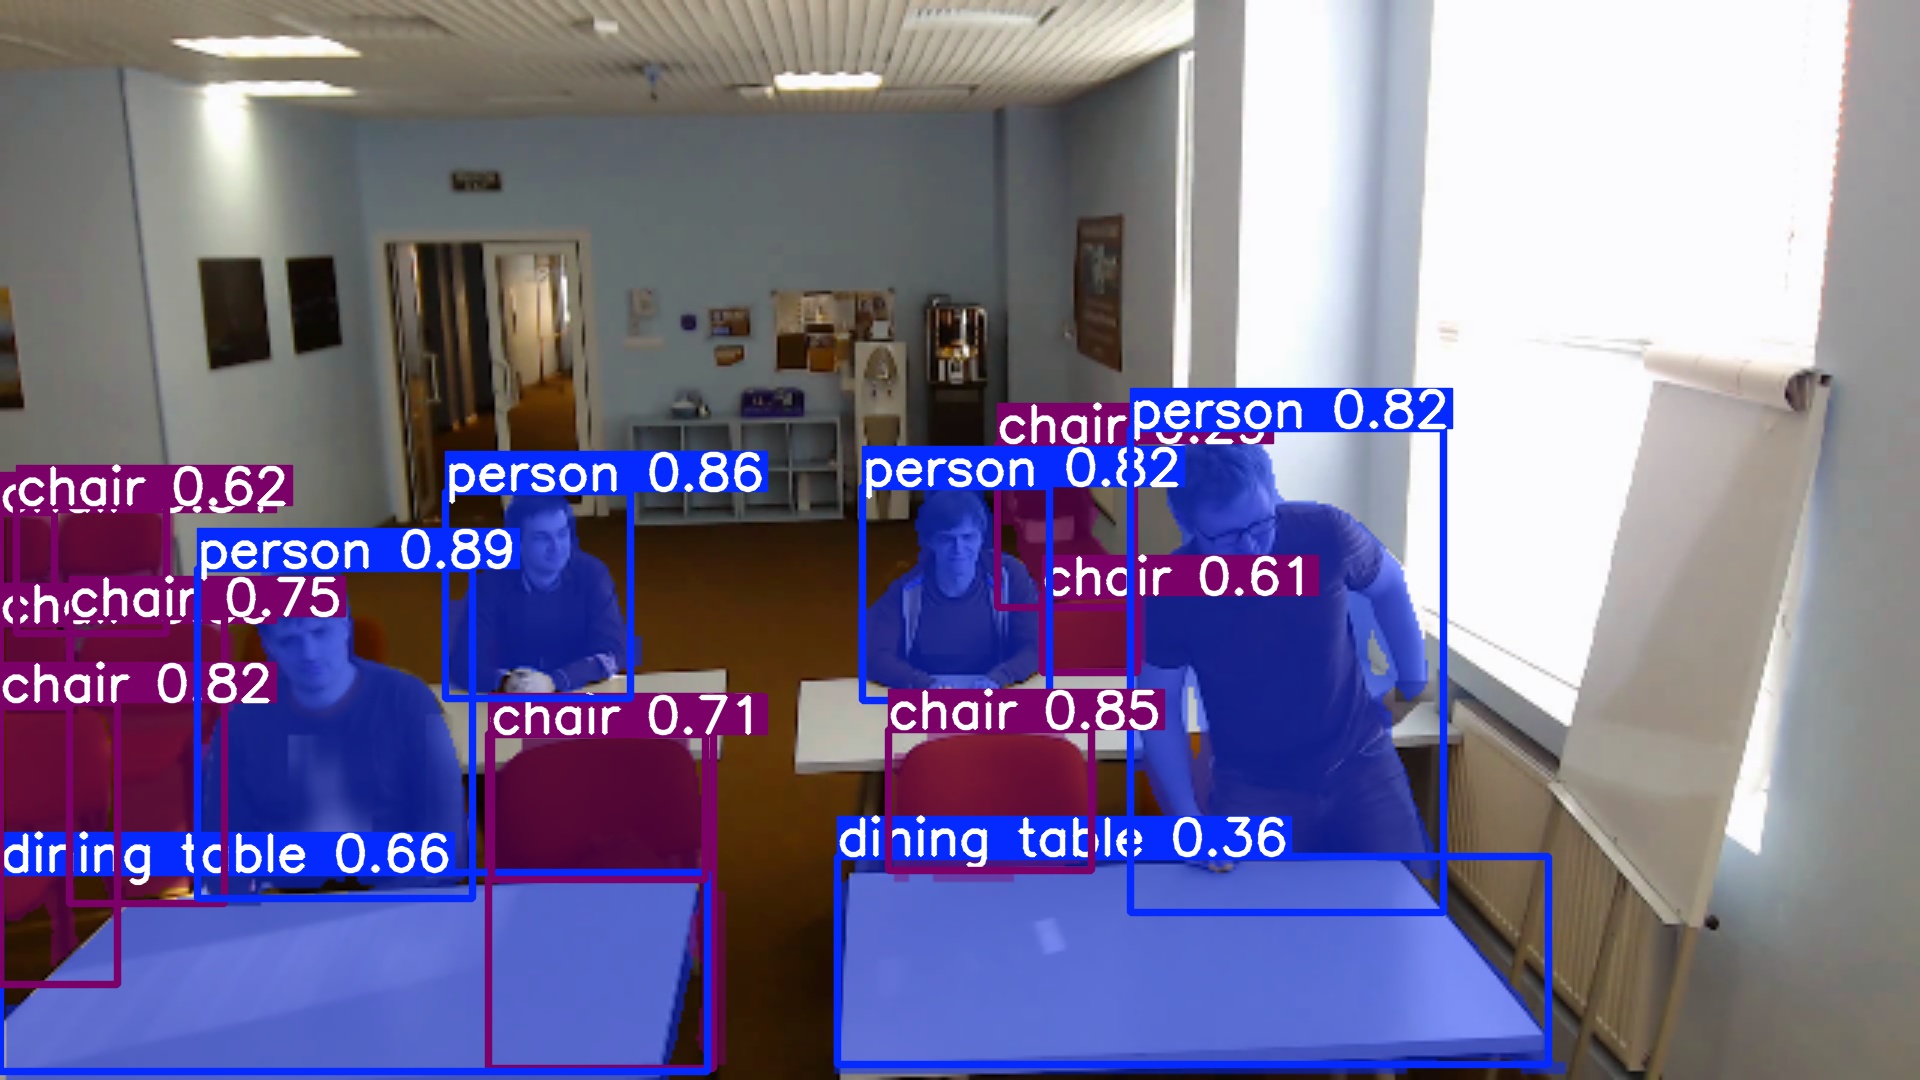 person 0.82
chair
person 0.82
person 0.86
chair 0.62
person 0.89
chair 0.61
chair 0.75
chair 0.82
chair 0.85
chair 0.71
dining table 0.36
dining table 0.66